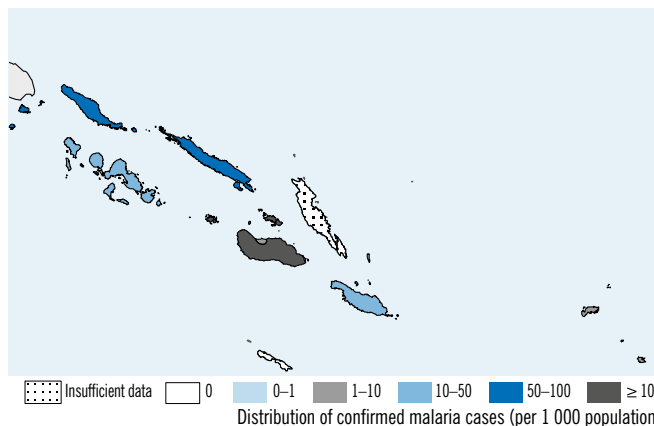 Insufficient data 0 0–1 1–10 10–50 50–100 ≥ 10
Distribution of confirmed malaria cases (per 1 000 population